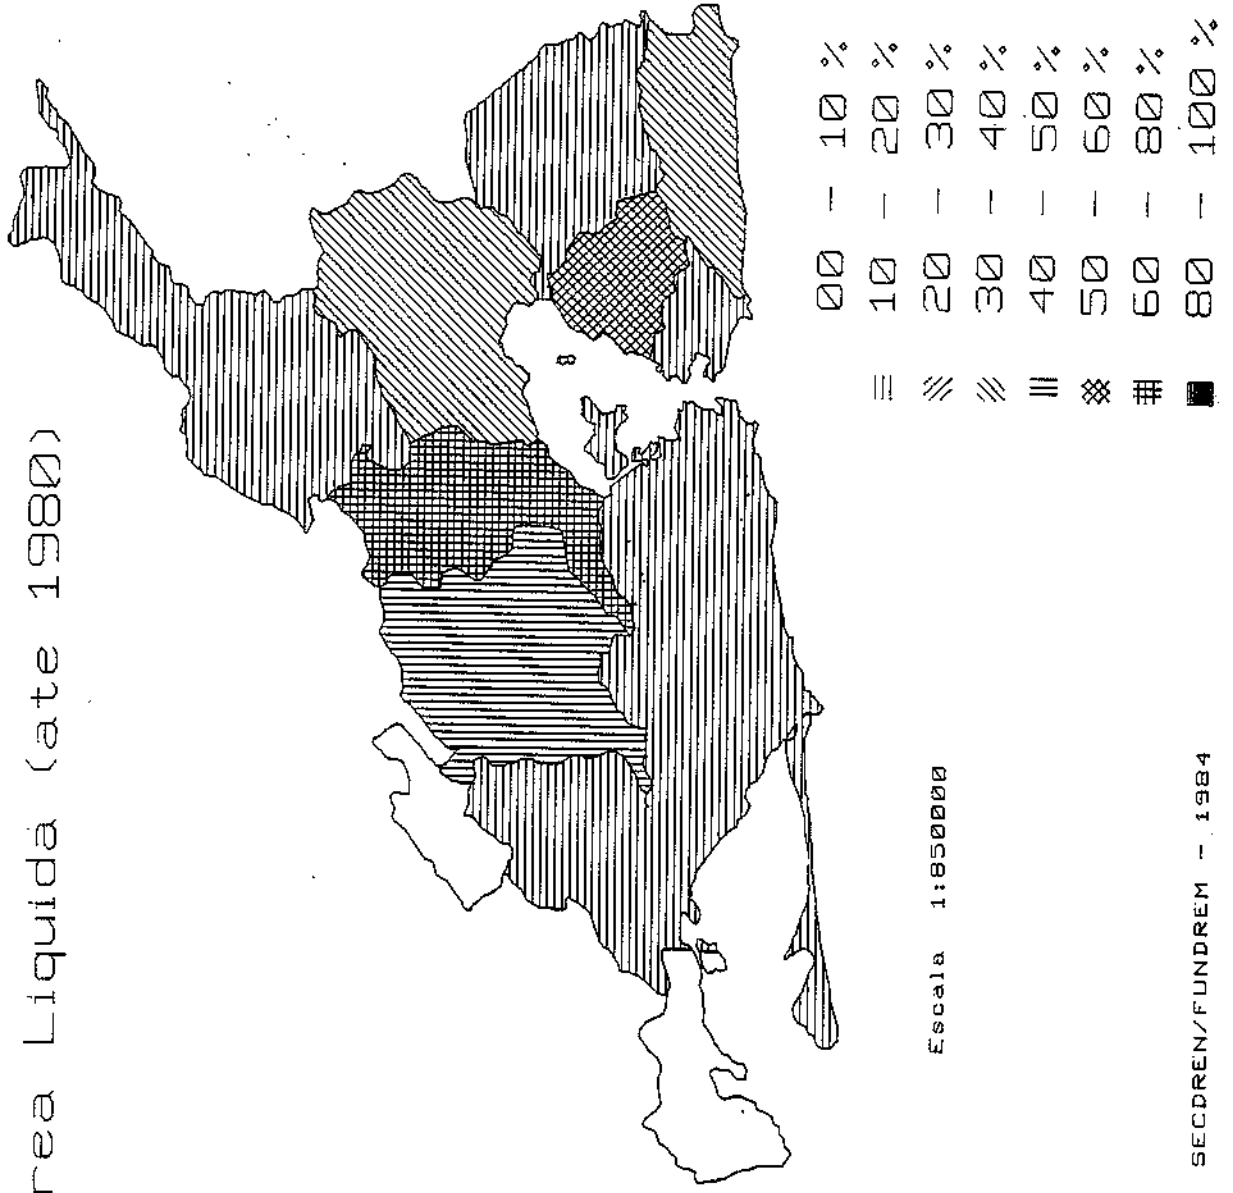 rea Liquida (ate 1980)
00 - 10 %
10 - 20 %
20 - 30 %
30 - 40 %
40 - 50 %
50 - 60 %
60 - 80 %
80 - 100 %
Escala 1:850000
SECDREN/FUNDREM - 1984